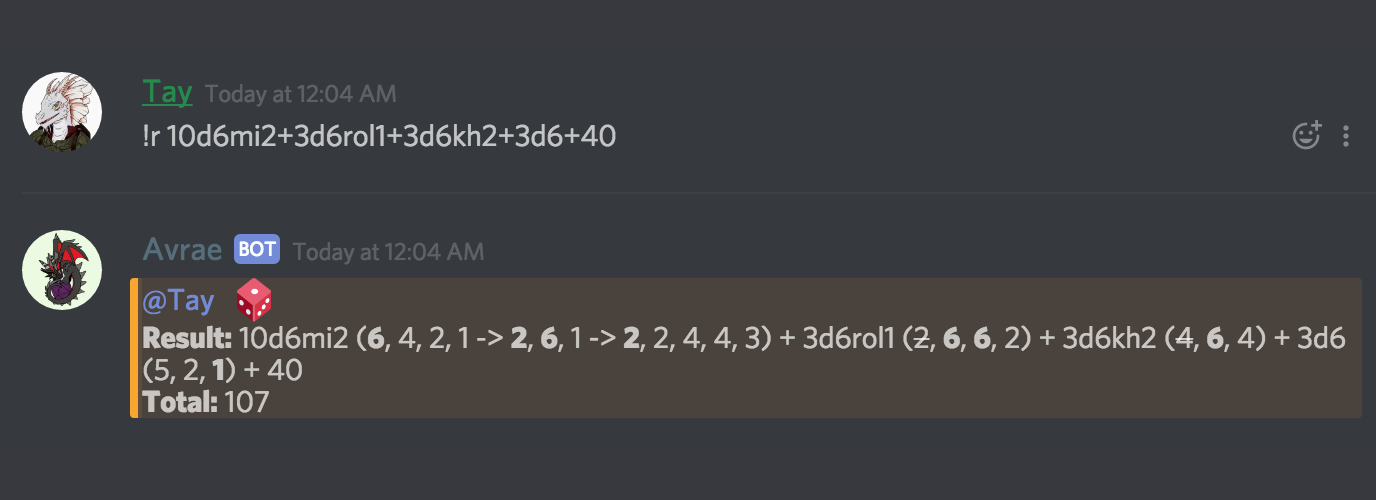 Tay Today at 12:04 AM
!r 10d6mi2+3d6rol1+3d6kh2+3d6+40
Avrae BOT Today at 12:04 AM
@Tay
Result: 10d6mi2 (6, 4, 2, 1 -> 2, 6, 1 -> 2, 2, 4, 4, 3) + 3d6rol1 (2, 6, 6, 2) + 3d6kh2 (4, 6, 4) + 3d6
(5, 2, 1) + 40
Total: 107